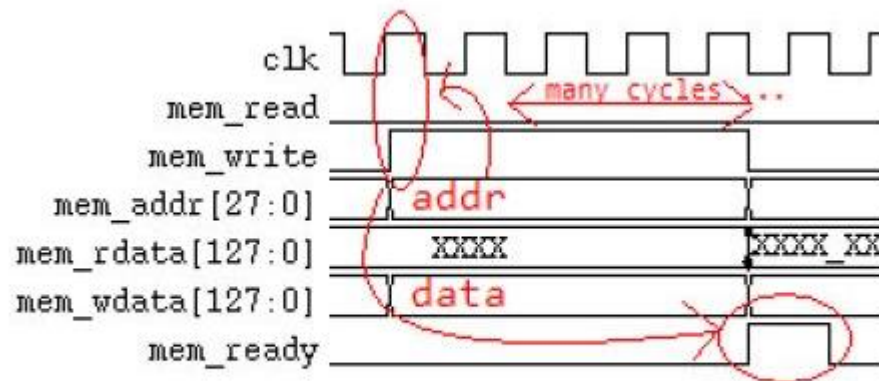 clk
many cycles ..
mem_read
mem_write
mem_addr[27:0] addr
mem_rdata[127:0] XXXX XXXX_XX
mem_wdata[127:0] data
mem_ready